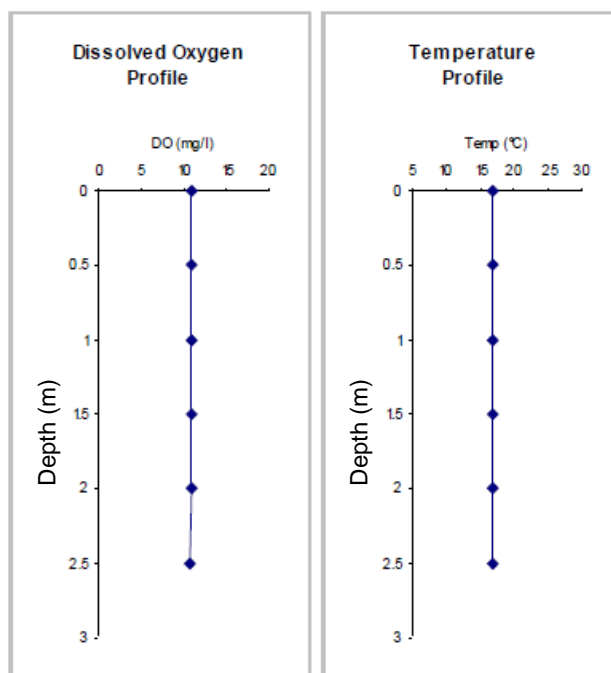 Dissolved Oxygen
Profile
DO (mg/l)
0 5 10 15 20
0
0.5
1
1.5
2
2.5
3
Depth (m)
Temperature
Profile
Temp (ºC)
5 10 15 20 25 30
0
0.5
1
1.5
2
2.5
3
Depth (m)